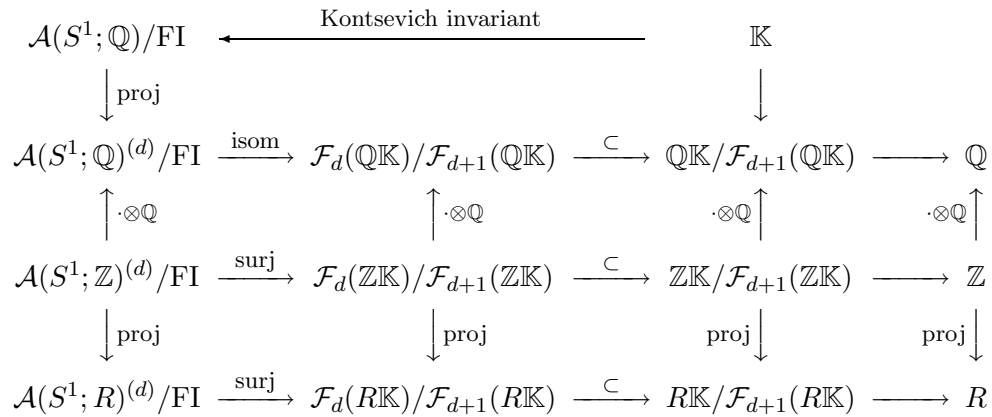 Kontsevich invariant
𝒜(S¹;ℚ)/FI 𝕂
proj
𝒜(S¹;ℚ)⁽ᵈ⁾/FI isom ℱ_d(ℚ𝕂)/ℱ_{d+1}(ℚ𝕂) ⊂ ℚ𝕂/ℱ_{d+1}(ℚ𝕂) ℚ
·⊗ℚ ·⊗ℚ ·⊗ℚ ·⊗ℚ
𝒜(S¹;ℤ)⁽ᵈ⁾/FI surj ℱ_d(ℤ𝕂)/ℱ_{d+1}(ℤ𝕂) ⊂ ℤ𝕂/ℱ_{d+1}(ℤ𝕂) ℤ
proj proj proj proj
𝒜(S¹;R)⁽ᵈ⁾/FI surj ℱ_d(R𝕂)/ℱ_{d+1}(R𝕂) ⊂ R𝕂/ℱ_{d+1}(R𝕂) R